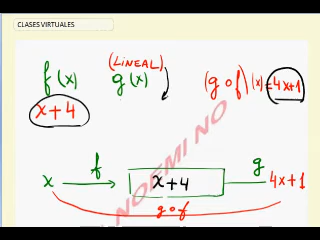 CLASES VIRTUALES
(LINEAL)
f(x) g(x) (g o f)(x)=4x+1
x+4
f g
x x+4 4x+1
g o f
NOEMI NO